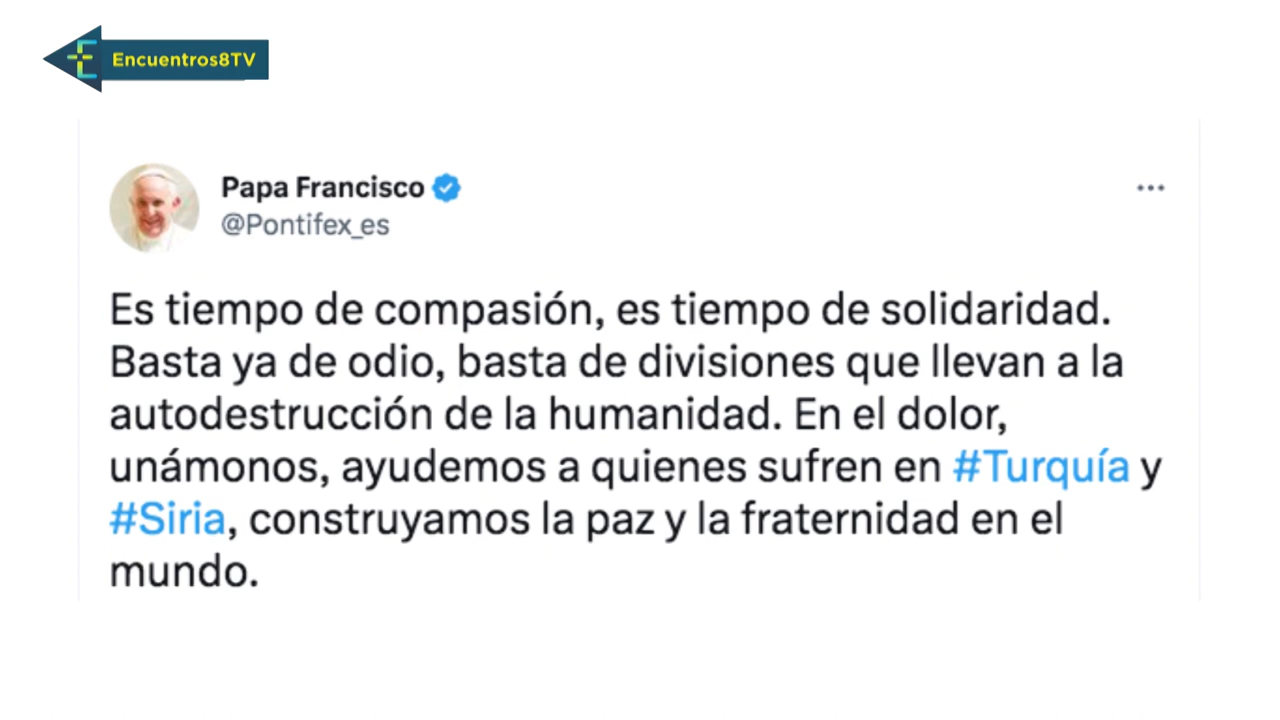 Encuentros8TV
Papa Francisco
@Pontifex_es
Es tiempo de compasión, es tiempo de solidaridad.
Basta ya de odio, basta de divisiones que llevan a la
autodestrucción de la humanidad. En el dolor,
unámonos, ayudemos a quienes sufren en #Turquía y
#Siria, construyamos la paz y la fraternidad en el
mundo.